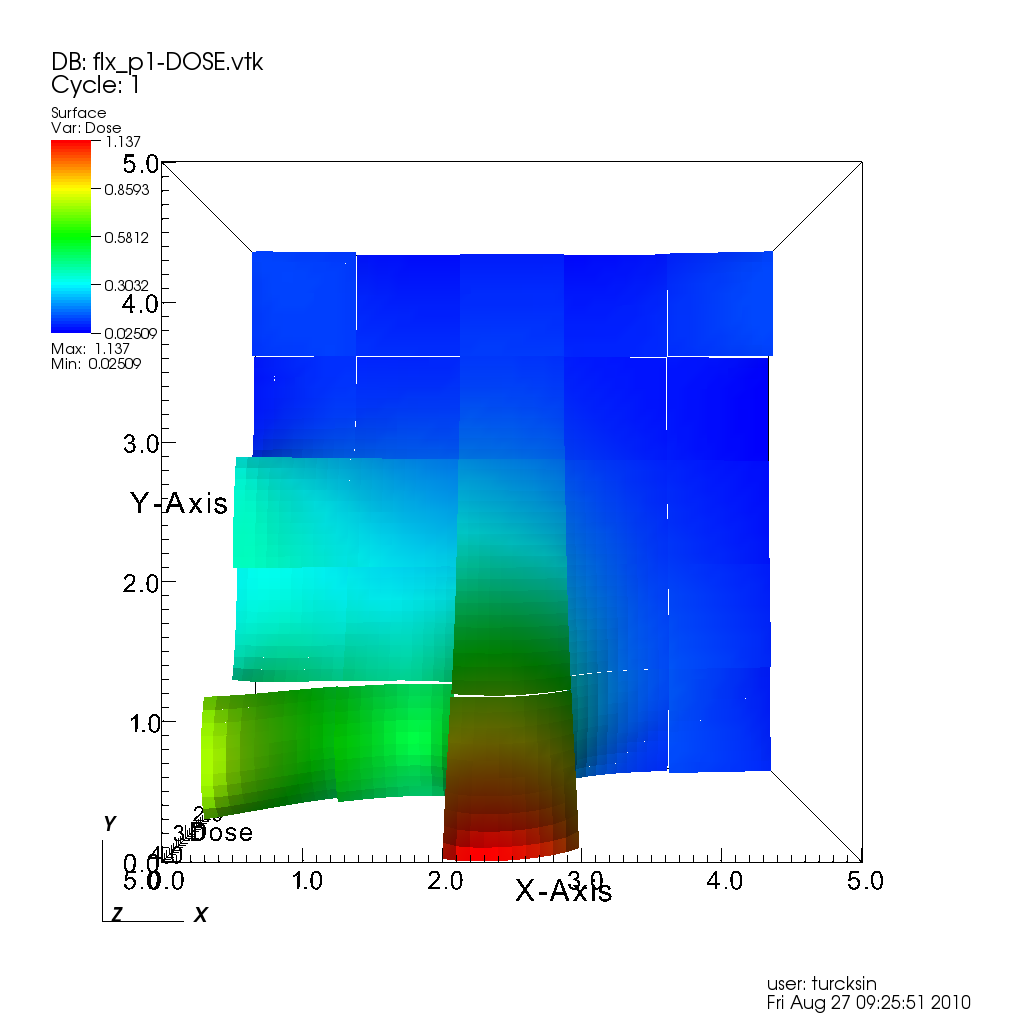 DB: flx_p1-DOSE.vtk
Cycle: 1
Surface
Var: Dose
1.137
0.8593
0.5812
0.3032
0.02509
Max: 1.137
Min: 0.02509
5.0
4.0
3.0
Y-Axis
2.0
1.0
Dose
Y
0.0
5.0
0.0
1.0
2.0
3.0
4.0
5.0
X-Axis
Z
X
user: turcksin
Fri Aug 27 09:25:51 2010